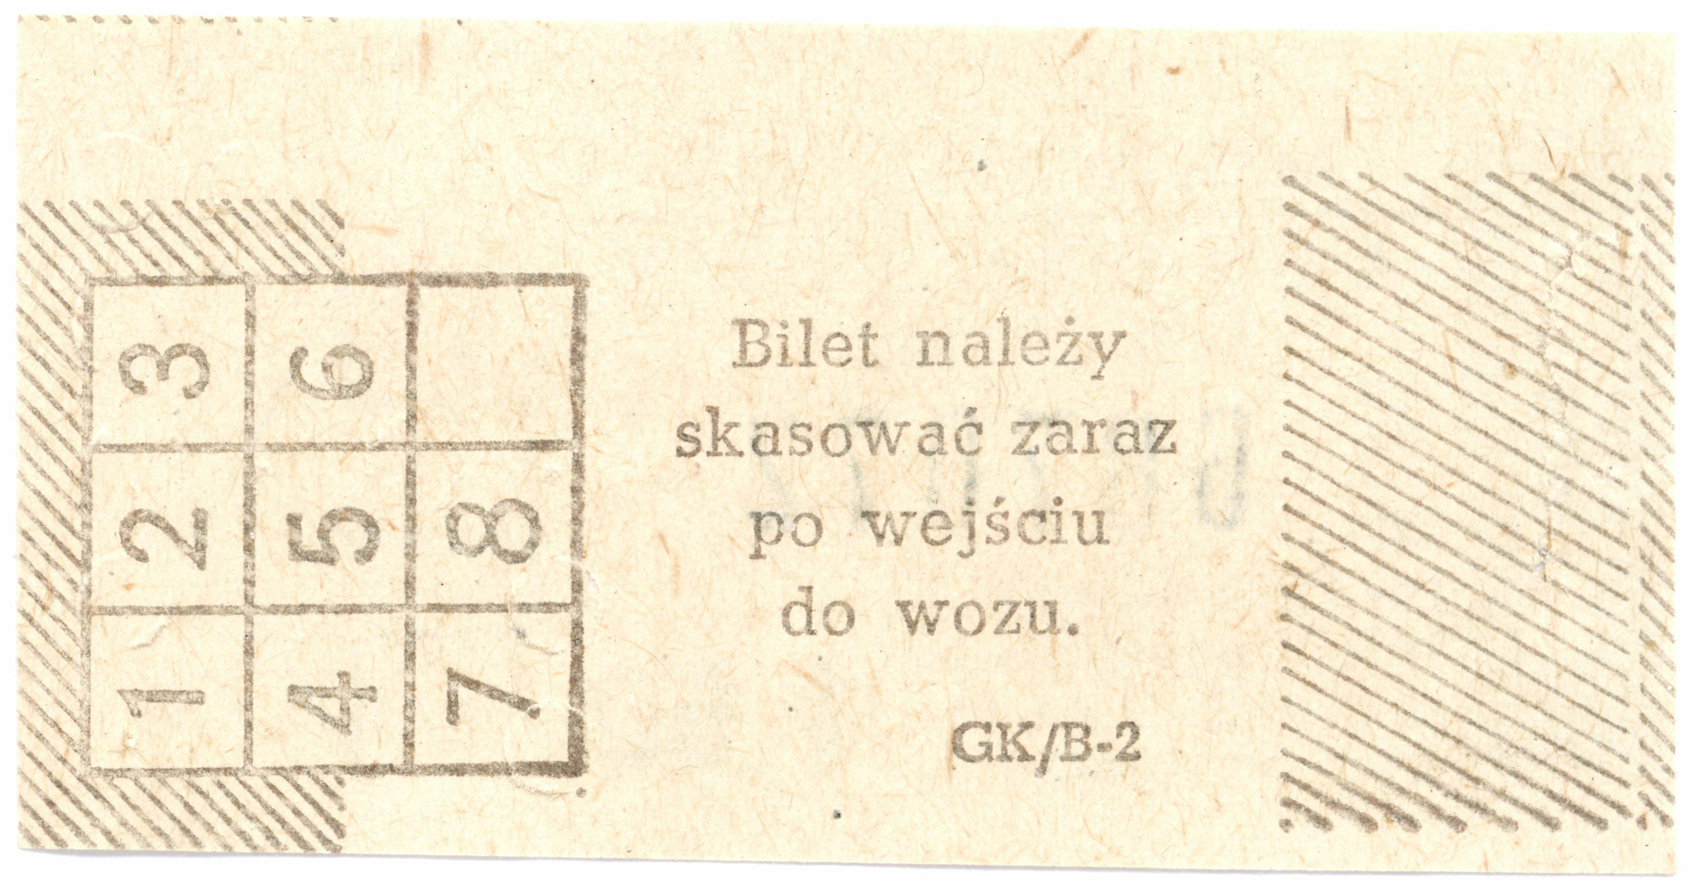 3 6
2 5 8
1 4 7
Bilet należy
skasować zaraz
po wejściu
do wozu.
GK/B-2